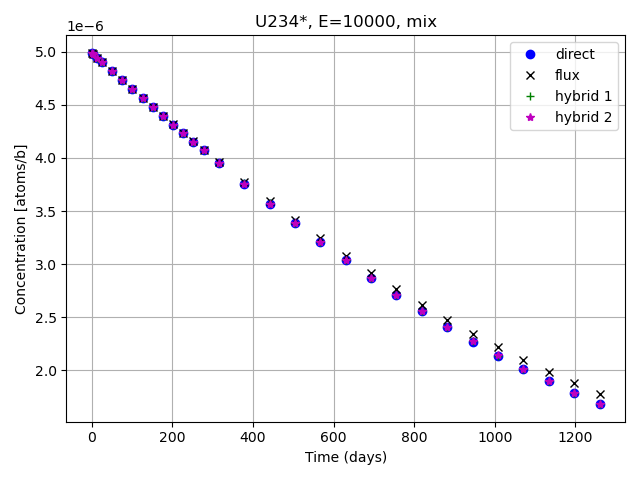 U234*, E=10000, mix
1e−6
5.0
4.5
4.0
3.5
3.0
2.5
2.0
Concentration [atoms/b]
direct
flux
hybrid 1
hybrid 2
0 200 400 600 800 1000 1200
Time (days)